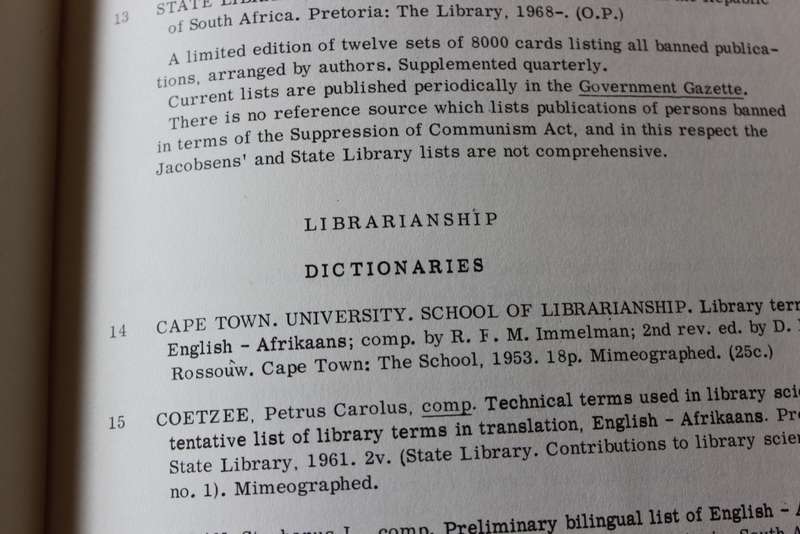 13 STATE
of South Africa. Pretoria: The Library, 1968-. (O.P.)
A limited edition of twelve sets of 8000 cards listing all banned publica-
tions, arranged by authors. Supplemented quarterly.
Current lists are published periodically in the Government Gazette.
There is no reference source which lists publications of persons banned
in terms of the Suppression of Communism Act, and in this respect the
Jacobsens' and State Library lists are not comprehensive.
LIBRARIANSHIP
DICTIONARIES
14 CAPE TOWN. UNIVERSITY. SCHOOL OF LIBRARIANSHIP. Library
English - Afrikaans; comp. by R. F. M. Immelman; 2nd rev. ed. by D.
Rossouw. Cape Town: The School, 1953. 18p. Mimeographed. (25c.)
15 COETZEE, Petrus Carolus, comp. Technical terms used in library
tentative list of library terms in translation, English - Afrikaans.
State Library, 1961. 2v. (State Library. Contributions to library
no. 1). Mimeographed.
comp. Preliminary bilingual list of English -